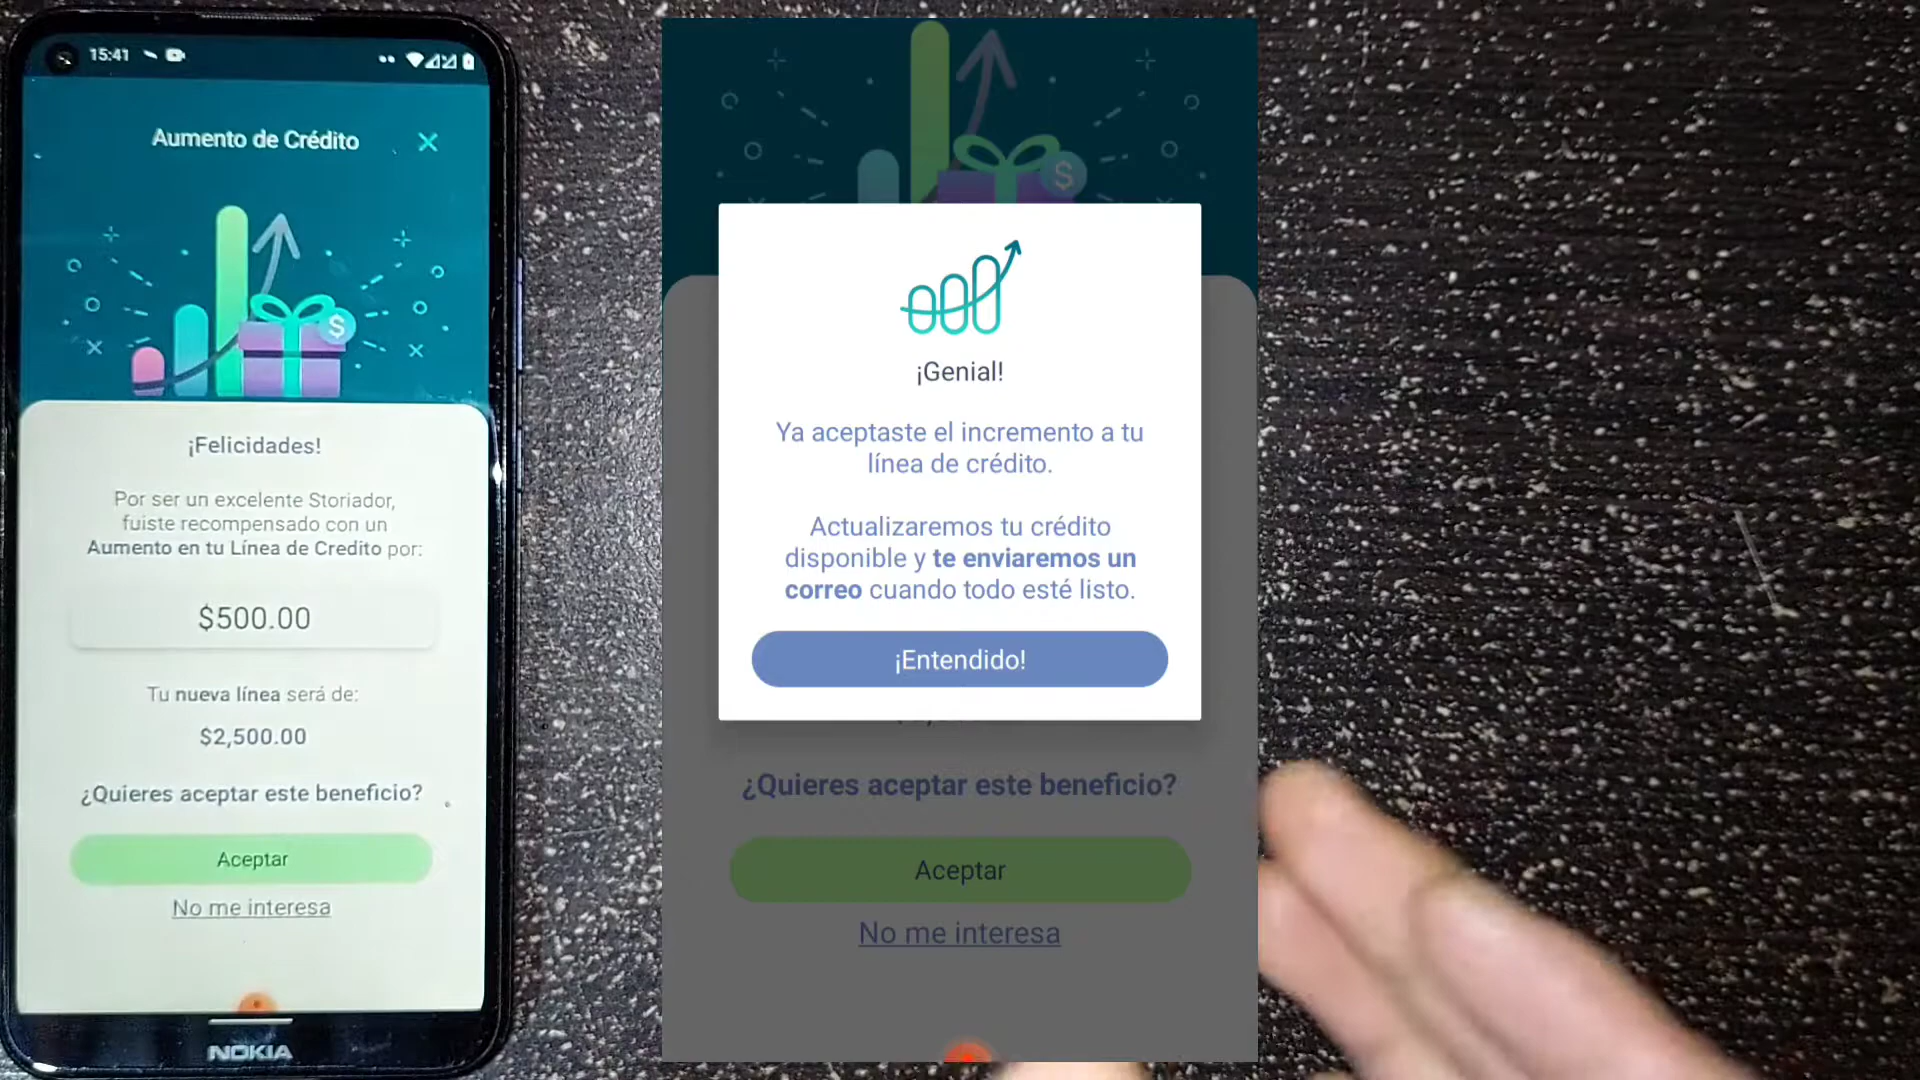 15:41
Aumento de Crédito
$
¡Felicidades!
Por ser un excelente Storiador,
fuiste recompensado con un
Aumento en tu Línea de Credito por:
$500.00
Tu nueva línea será de:
$2,500.00
¿Quieres aceptar este beneficio?
Aceptar
No me interesa
NOKIA
$
¡Genial!
Ya aceptaste el incremento a tu
línea de crédito.
Actualizaremos tu crédito
disponible y te enviaremos un
correo cuando todo esté listo.
¡Entendido!
¿Quieres aceptar este beneficio?
Aceptar
No me interesa